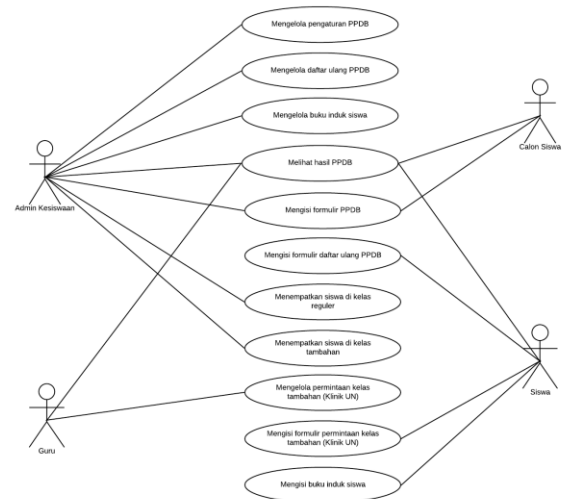 Mengelola pengaturan PPDB
Mengelola daftar ulang PPDB
Mengelola buku induk siswa
Melihat hasil PPDB
Mengisi formulir PPDB
Mengisi formulir daftar ulang PPDB
Menempatkan siswa di kelas
reguler
Menempatkan siswa di kelas
tambahan
Mengelola permintaan kelas
tambahan (Klinik UN)
Mengisi formulir permintaan kelas
tambahan (Klinik UN)
Mengisi buku induk siswa
Admin Kesiswaan
Guru
Calon Siswa
Siswa